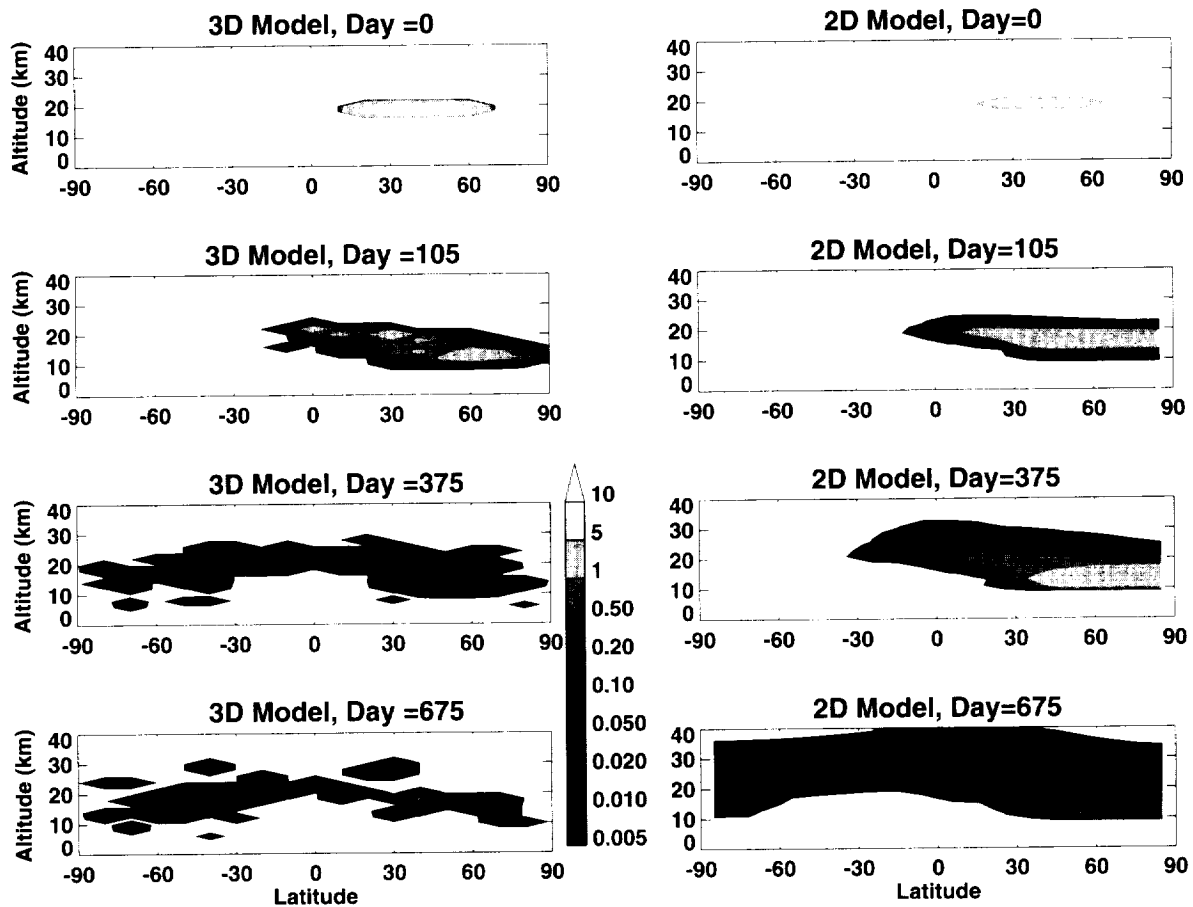 3D Model, Day =0
Altitude (km)
40
30
20
10
0
-90 -60 -30 0 30 60 90
2D Model, Day=0
40
30
20
10
0
-90 -60 -30 0 30 60 90
3D Model, Day =105
Altitude (km)
40
30
20
10
0
-90 -60 -30 0 30 60 90
2D Model, Day=105
40
30
20
10
0
-90 -60 -30 0 30 60 90
3D Model, Day =375
Altitude (km)
40
30
20
10
0
-90 -60 -30 0 30 60 90
10
5
1
0.50
0.20
0.10
0.050
0.020
0.010
0.005
2D Model, Day=375
40
30
20
10
0
-90 -60 -30 0 30 60 90
3D Model, Day =675
Altitude (km)
40
30
20
10
0
-90 -60 -30 0 30 60 90
Latitude
2D Model, Day=675
40
30
20
10
0
-90 -60 -30 0 30 60 90
Latitude